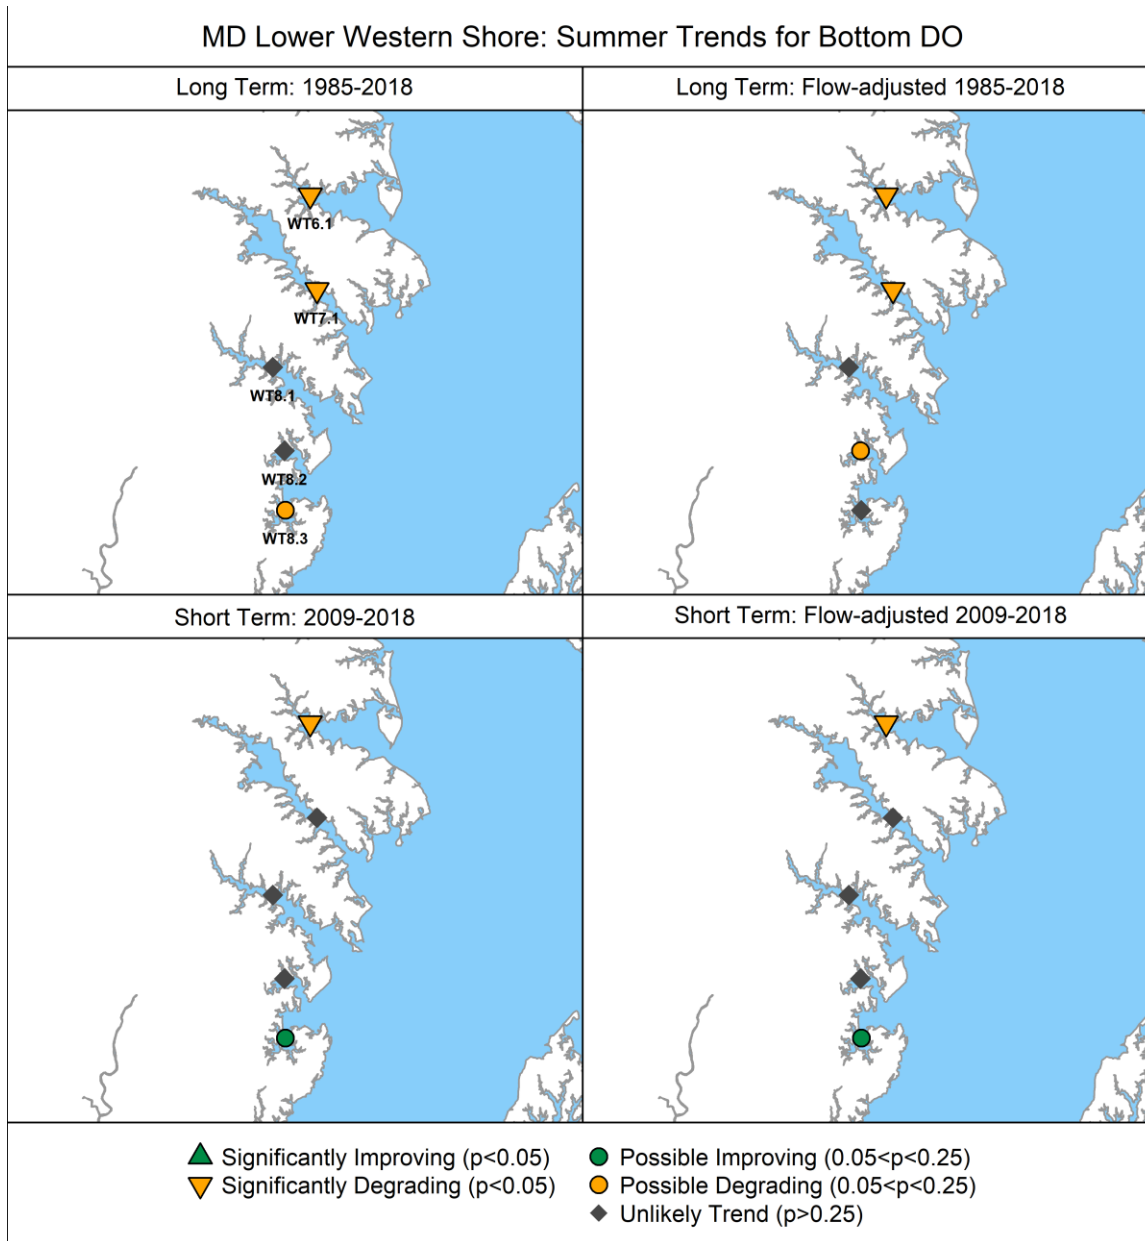 MD Lower Western Shore: Summer Trends for Bottom DO
Long Term: 1985-2018
Long Term: Flow-adjusted 1985-2018
WT6.1
WT7.1
WT8.1
WT8.2
WT8.3
Short Term: 2009-2018
Short Term: Flow-adjusted 2009-2018
Significantly Improving (p<0.05)
Significantly Degrading (p<0.05)
Possible Improving (0.05<p<0.25)
Possible Degrading (0.05<p<0.25)
Unlikely Trend (p>0.25)